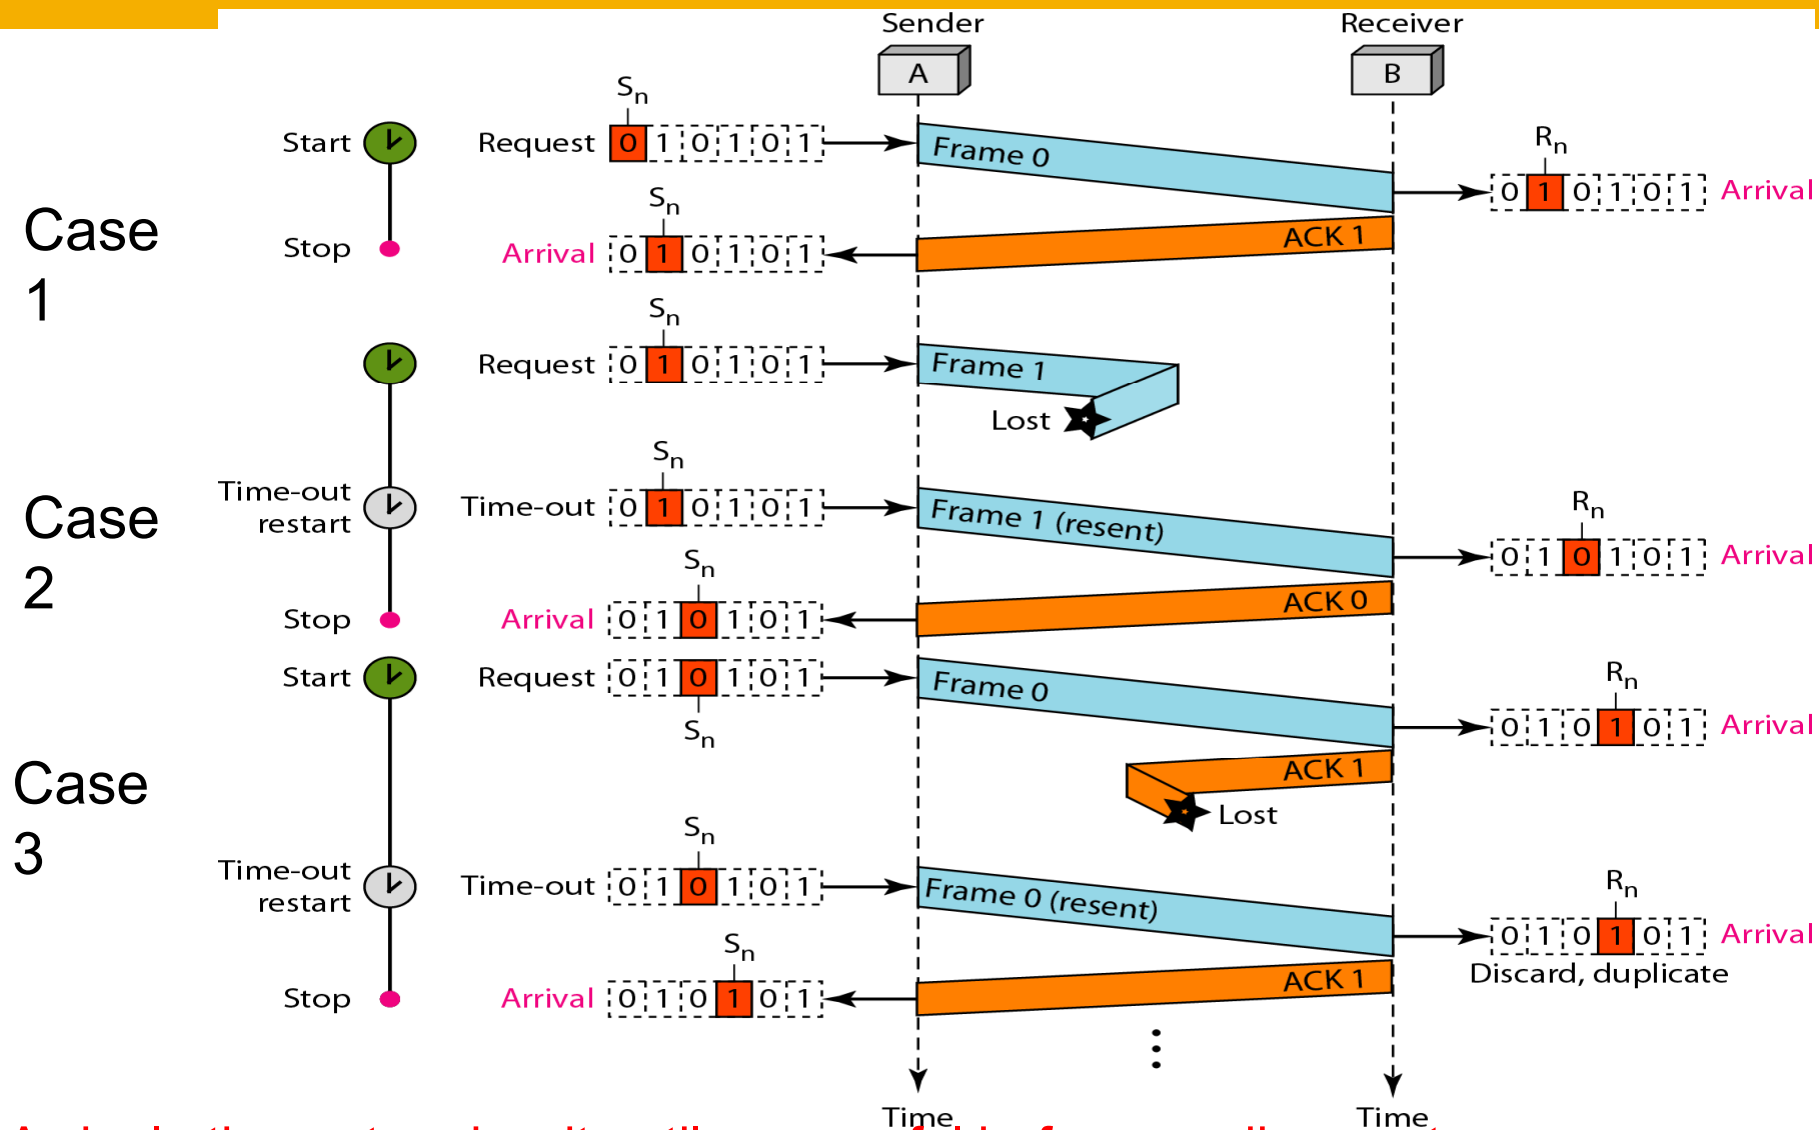 Sender Receiver
A B
Sn
Start Request 0 1 0 1 0 1 Frame 0
Rn
0 1 0 1 0 1 Arrival
Case
1
Sn
Stop Arrival 0 1 0 1 0 1 ACK 1
Sn
Request 0 1 0 1 0 1 Frame 1
Lost
Case
2
Sn
Time-out
restart
Time-out 0 1 0 1 0 1 Frame 1 (resent)
Rn
0 1 0 1 0 1 Arrival
Sn
Stop Arrival 0 1 0 1 0 1 ACK 0
Start Request 0 1 0 1 0 1 Frame 0
Sn
Rn
0 1 0 1 0 1 Arrival
Case
3
ACK 1
Lost
Sn
Time-out
restart
Time-out 0 1 0 1 0 1 Frame 0 (resent)
Rn
0 1 0 1 0 1 Arrival
Discard, duplicate
Sn
Stop Arrival 0 1 0 1 0 1 ACK 1
Time Time